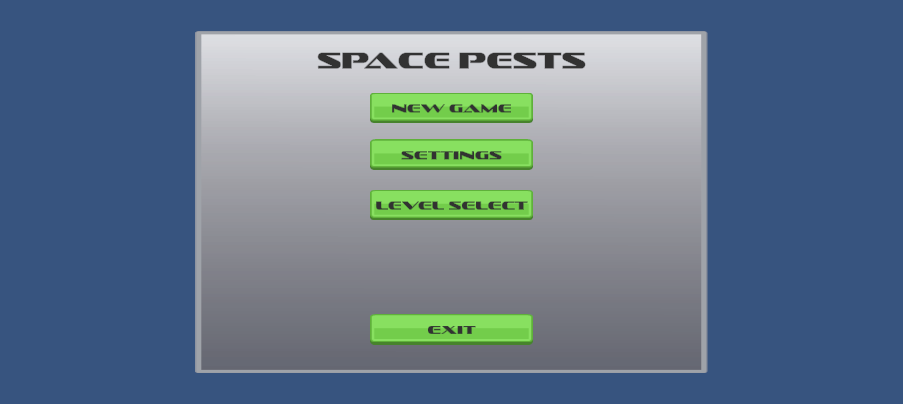 SPACE PESTS
NEW GAME
SETTINGS
LEVEL SELECT
EXIT